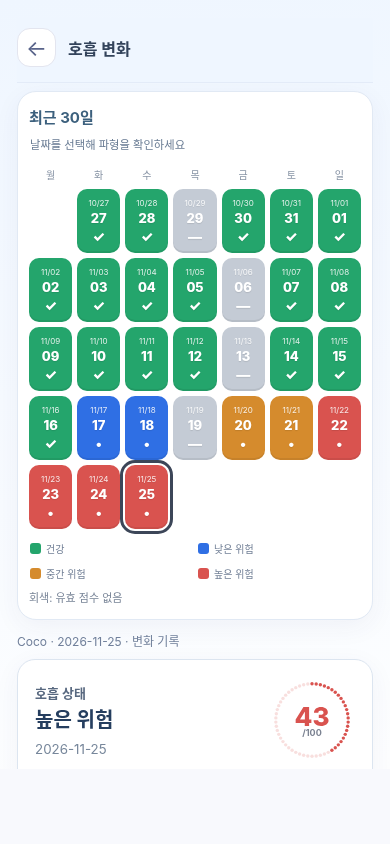 호흡 변화
최근 30일
날짜를 선택해 파형을 확인하세요
월 화 수 목 금 토 일
10/27 10/28 10/29 10/30 10/31 11/01
27 28 29 30 31 01
11/02 11/03 11/04 11/05 11/06 11/07 11/08
02 03 04 05 06 07 08
11/09 11/10 11/11 11/12 11/13 11/14 11/15
09 10 11 12 13 14 15
11/16 11/17 11/18 11/19 11/20 11/21 11/22
16 17 18 19 20 21 22
11/23 11/24 11/25
23 24 25
건강 낮은 위험
중간 위험 높은 위험
회색: 유효 점수 없음
Coco · 2026-11-25 · 변화 기록
호흡 상태
높은 위험
2026-11-25
43
/100